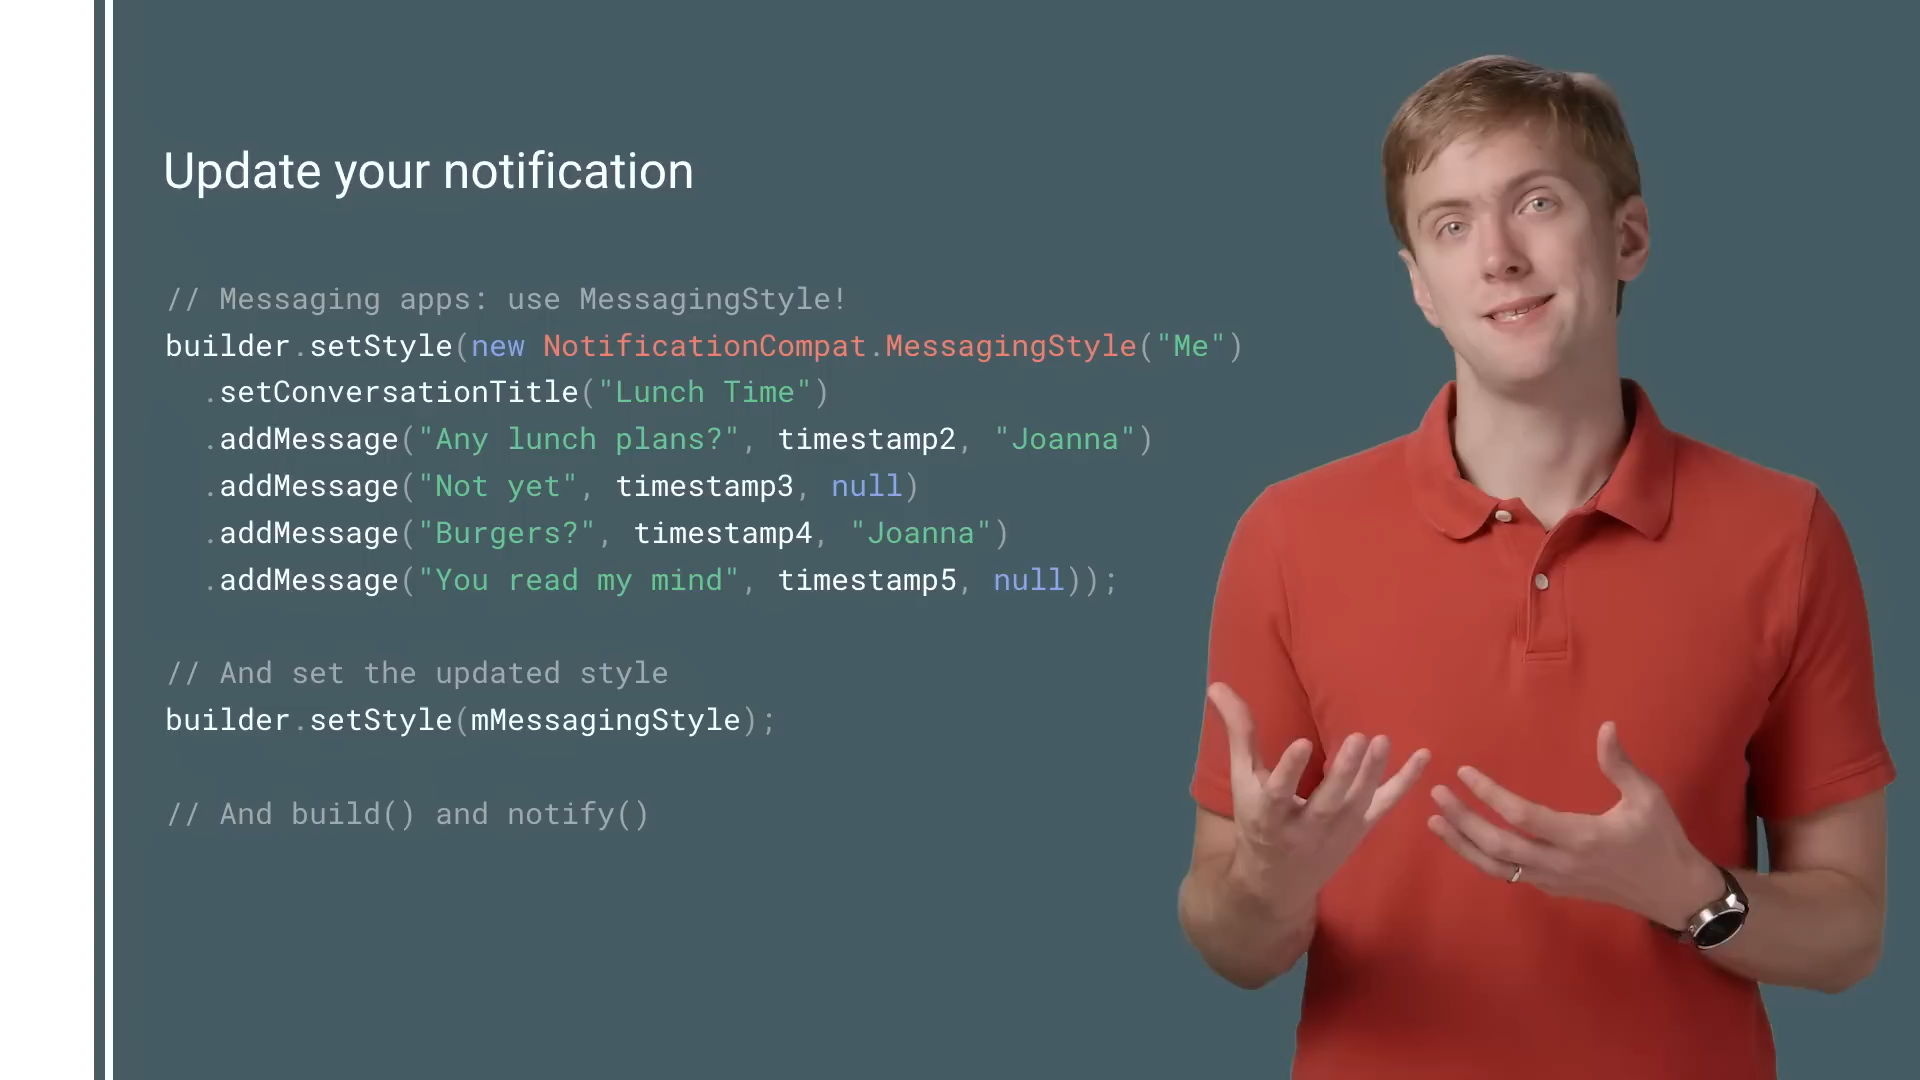 Update your notification
// Messaging apps: use MessagingStyle!
builder.setStyle(new NotificationCompat.MessagingStyle("Me")
.setConversationTitle("Lunch Time")
.addMessage("Any lunch plans?", timestamp2, "Joanna")
.addMessage("Not yet", timestamp3, null)
.addMessage("Burgers?", timestamp4, "Joanna")
.addMessage("You read my mind", timestamp5, null));
// And set the updated style
builder.setStyle(mMessagingStyle);
// And build() and notify()